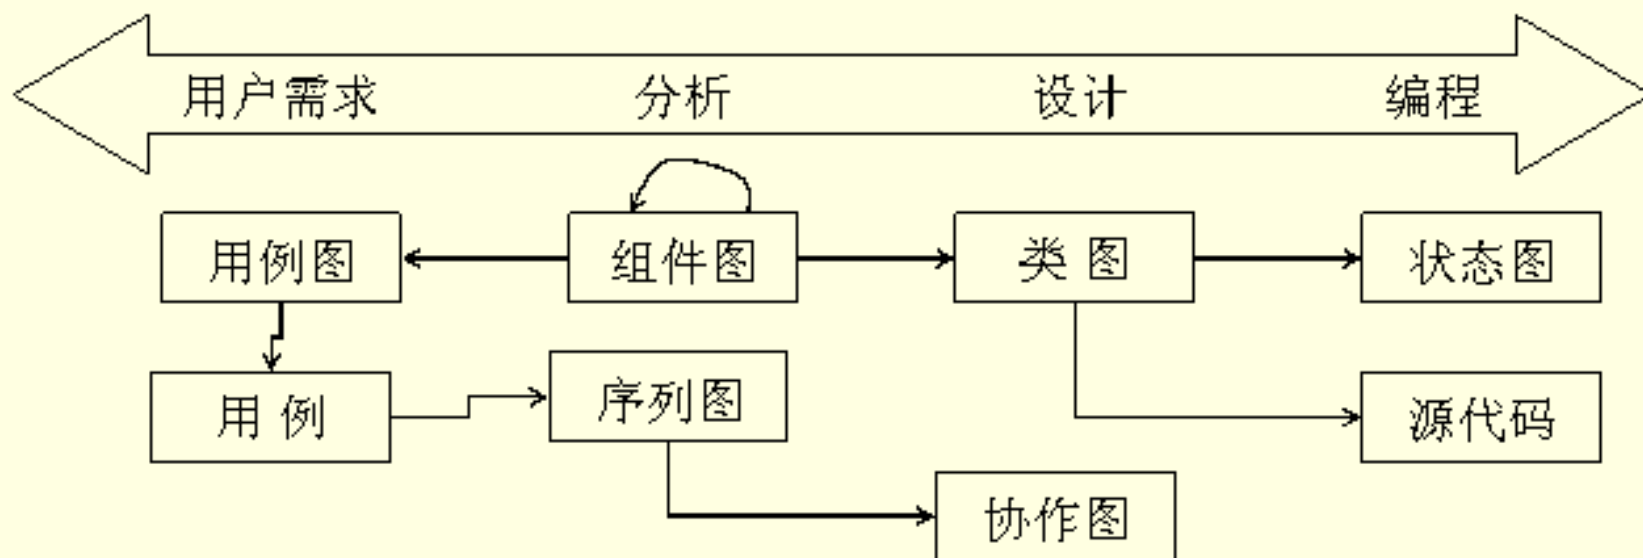 用户需求 分析 设计 编程
用例图 组件图 类图 状态图
用例 序列图 源代码
协作图